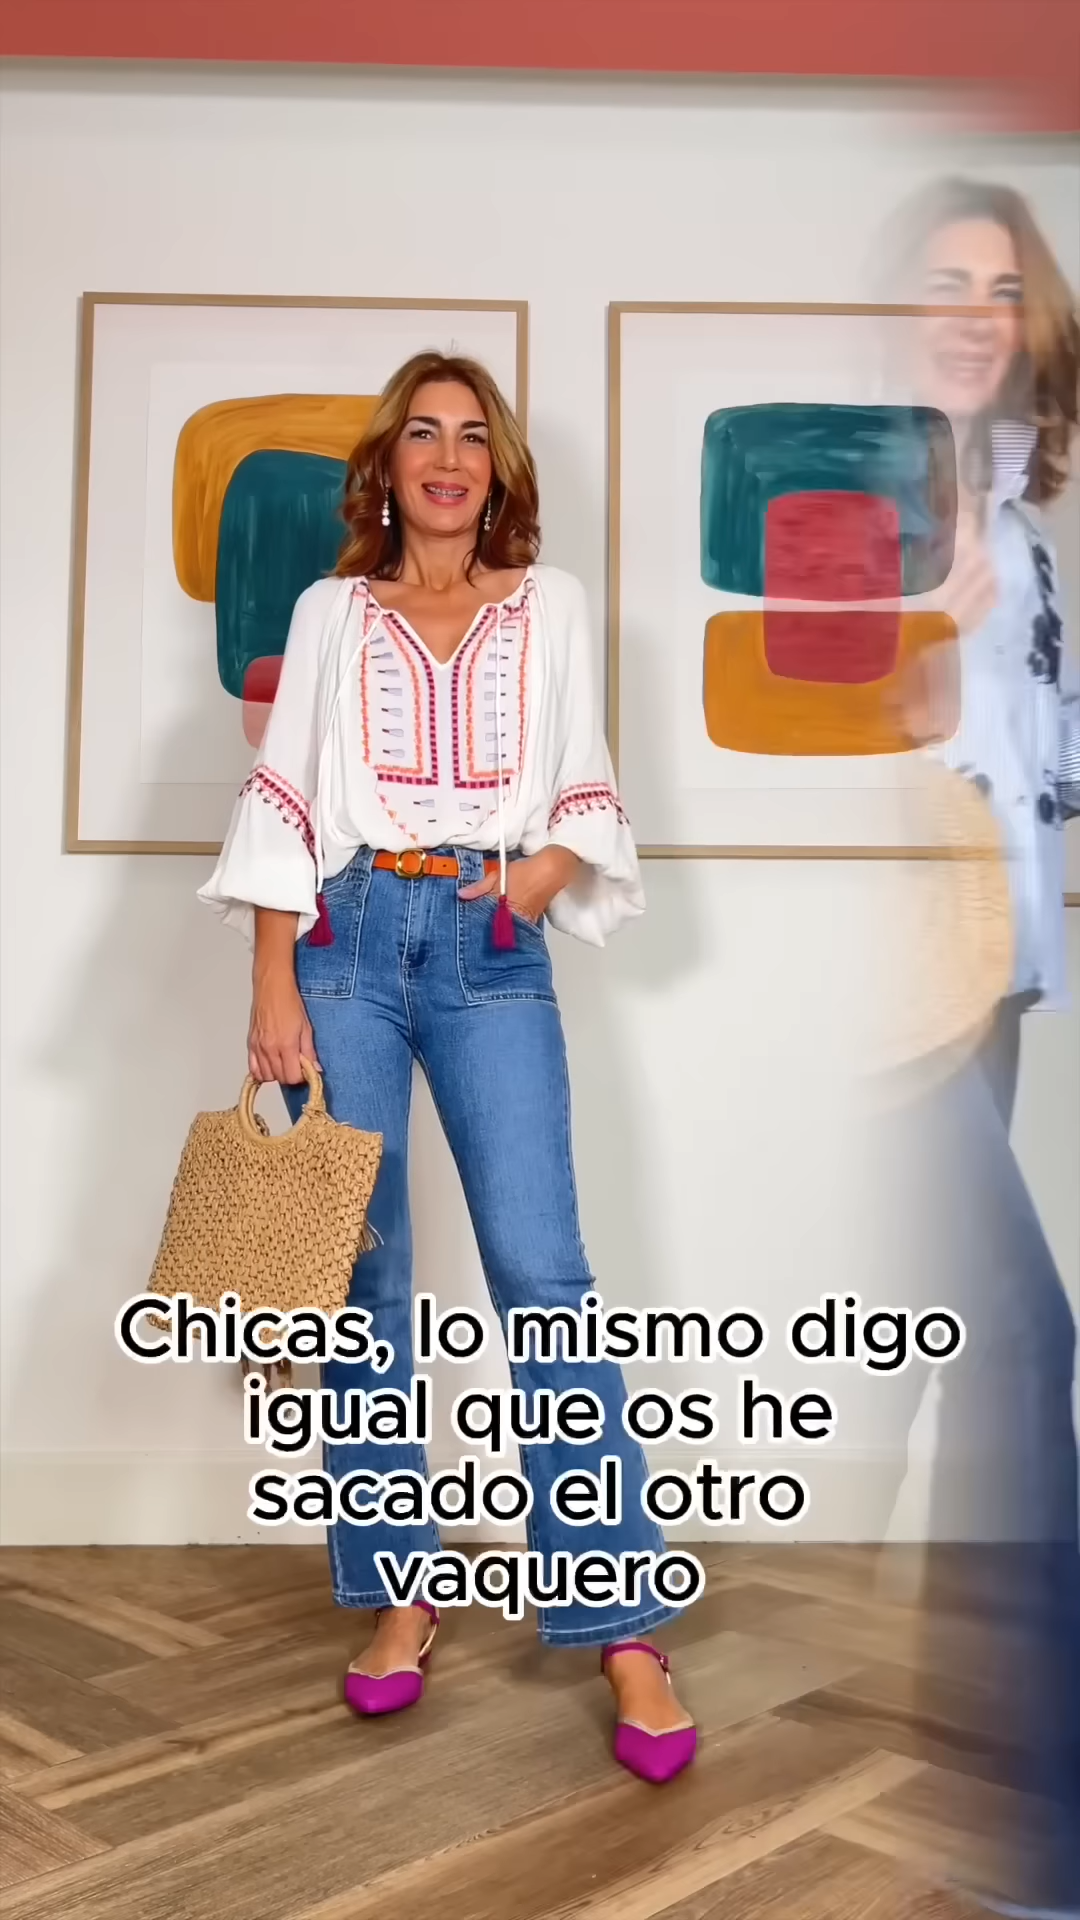 Chicas, lo mismo digo
igual que os he
sacado el otro
vaquero